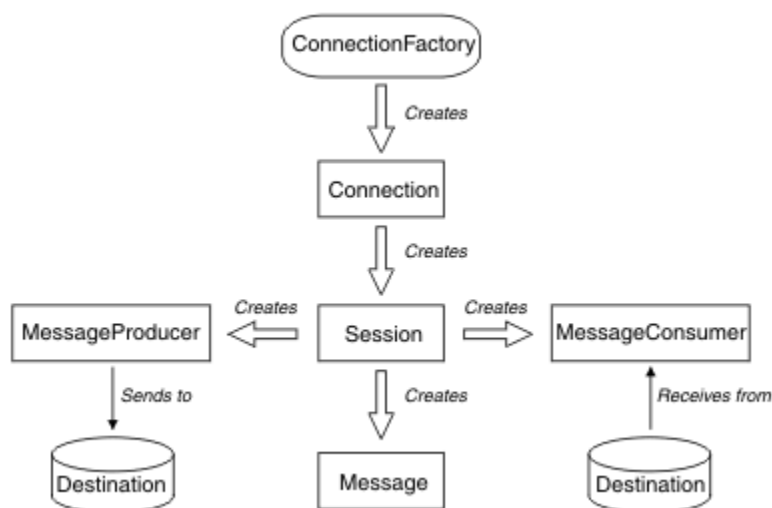 ConnectionFactory
Creates
Connection
Creates
Creates
Creates
MessageProducer
Session
MessageConsumer
Sends to
Creates
Receives from
Destination
Message
Destination